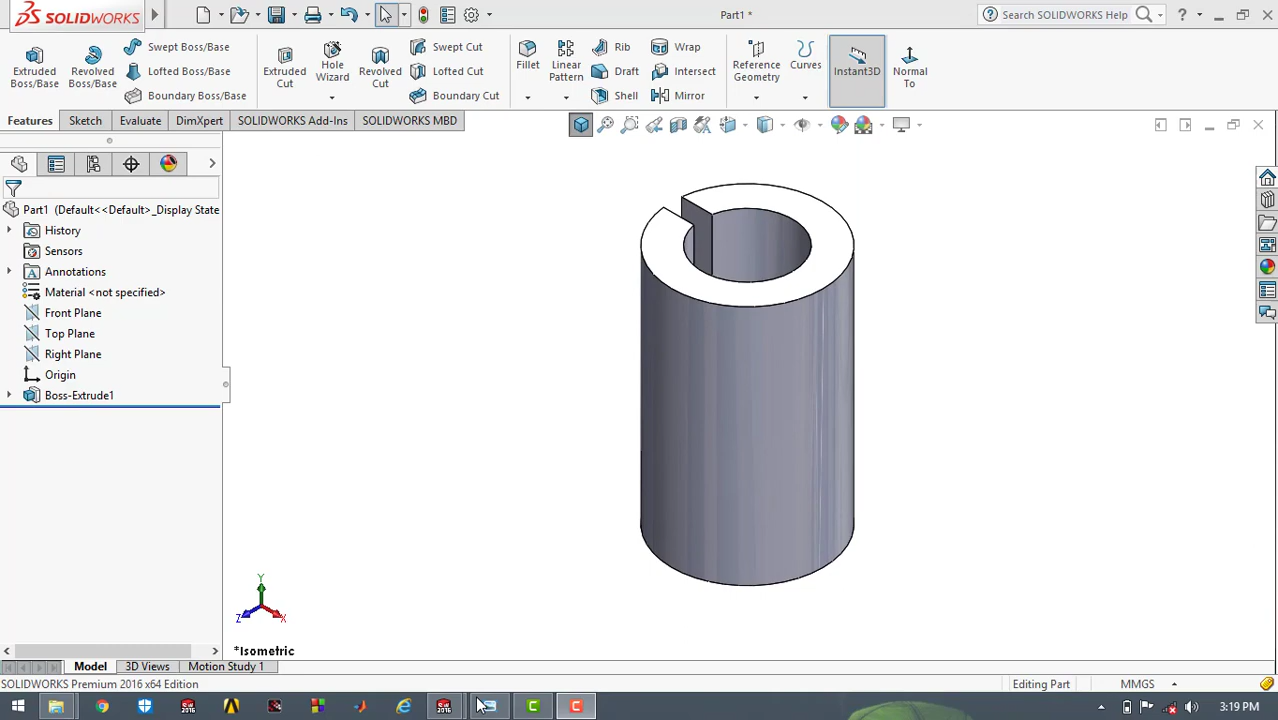 SOLIDWORKS
Part1 *
Search SOLIDWORKS Help
Extruded Boss/Base
Revolved Boss/Base
Swept Boss/Base
Lofted Boss/Base
Boundary Boss/Base
Extruded Cut
Hole Wizard
Revolved Cut
Swept Cut
Lofted Cut
Boundary Cut
Fillet
Linear Pattern
Rib
Draft
Shell
Wrap
Intersect
Mirror
Reference Geometry
Curves
Instant3D
Normal To
Features
Sketch
Evaluate
DimXpert
SOLIDWORKS Add-Ins
SOLIDWORKS MBD
Part1 (Default<<Default>_Display State
History
Sensors
Annotations
Material <not specified>
Front Plane
Top Plane
Right Plane
Origin
Boss-Extrude1
Y
Z
X
*Isometric
Model
3D Views
Motion Study 1
SOLIDWORKS Premium 2016 x64 Edition
Editing Part
MMGS
3:19 PM